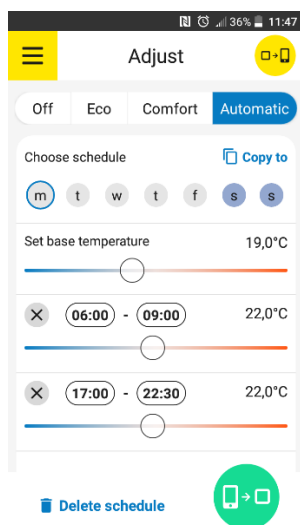 36% 11:47
Adjust
Off Eco Comfort Automatic
Choose schedule Copy to
m t w t f s s
Set base temperature 19,0°C
06:00 - 09:00 22,0°C
17:00 - 22:30 22,0°C
Delete schedule